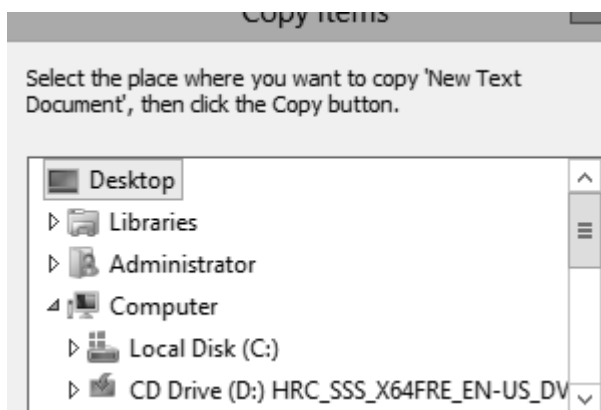 Copy Items
Select the place where you want to copy 'New Text
Document', then click the Copy button.
Desktop
Libraries
Administrator
Computer
Local Disk (C:)
CD Drive (D:) HRC_SSS_X64FRE_EN-US_DV